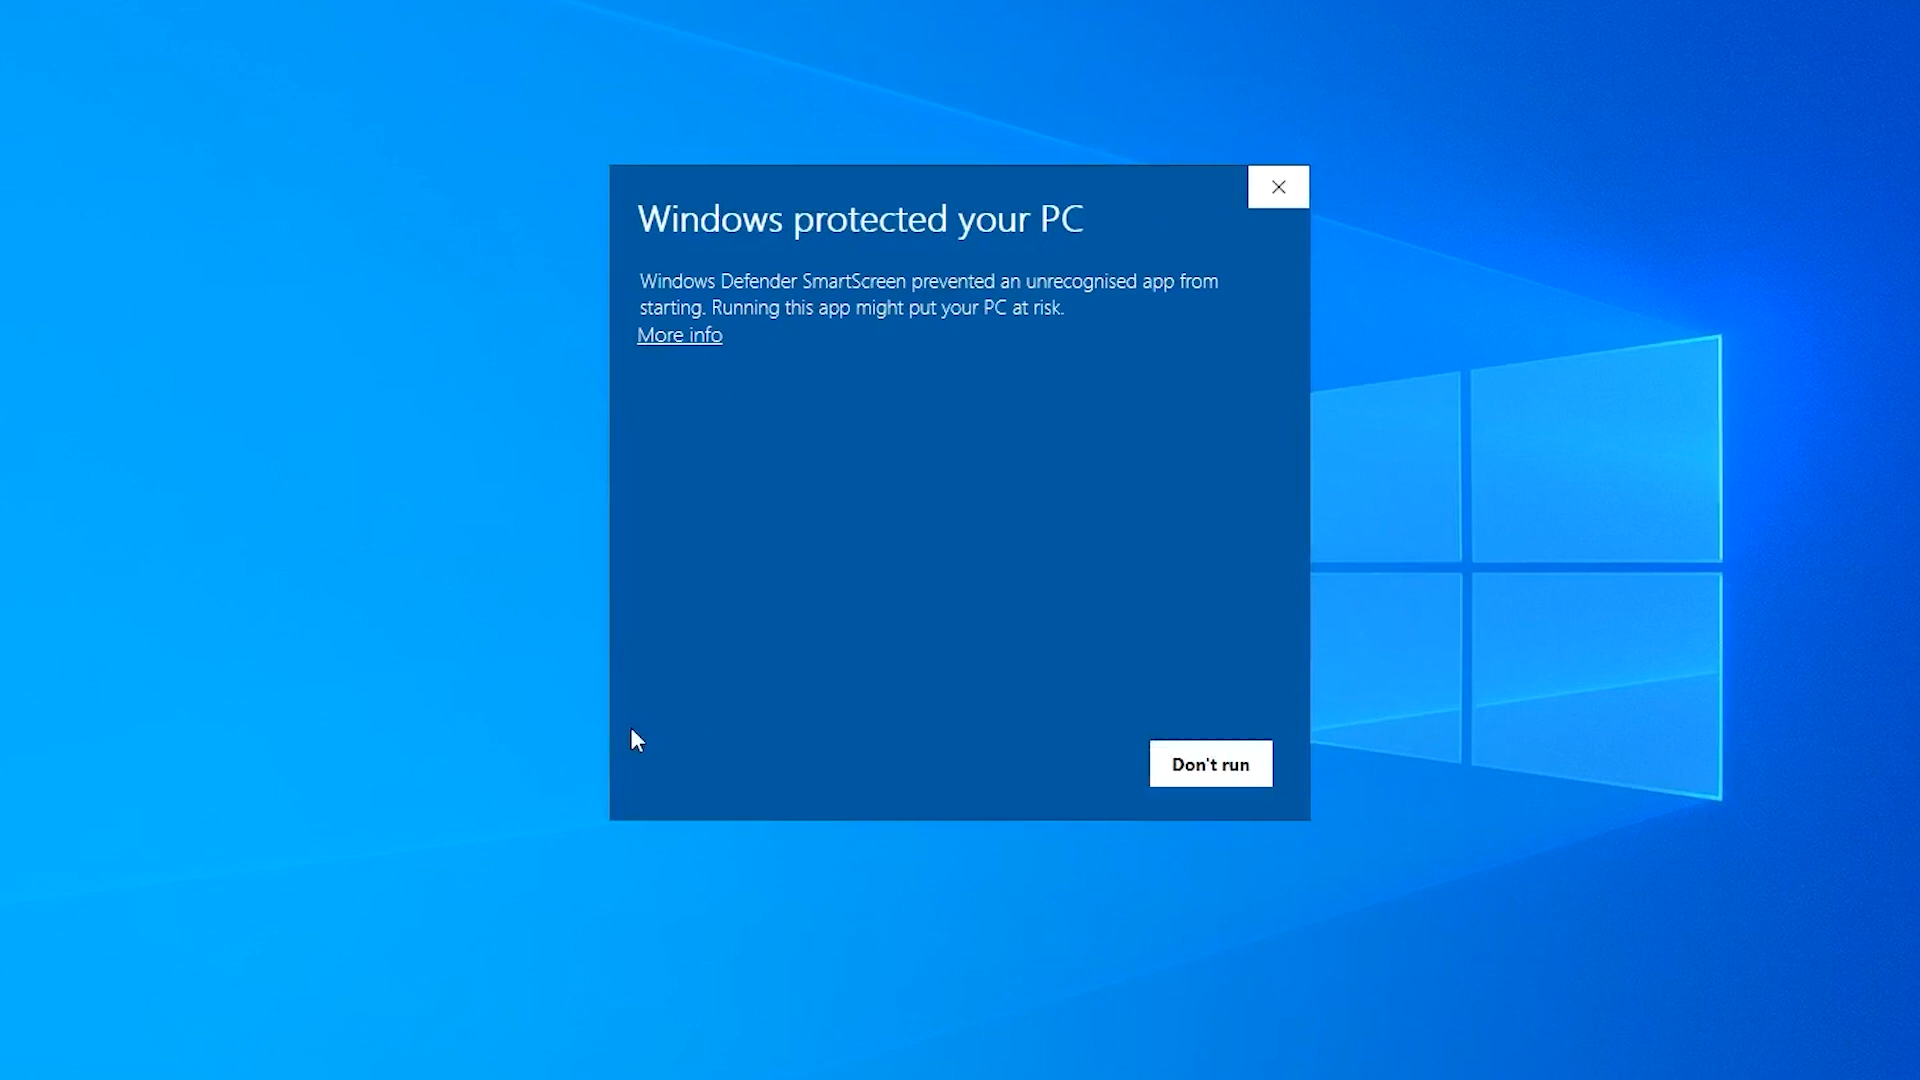 Windows protected your PC
Windows Defender SmartScreen prevented an unrecognised app from
starting. Running this app might put your PC at risk.
More info
Don't run